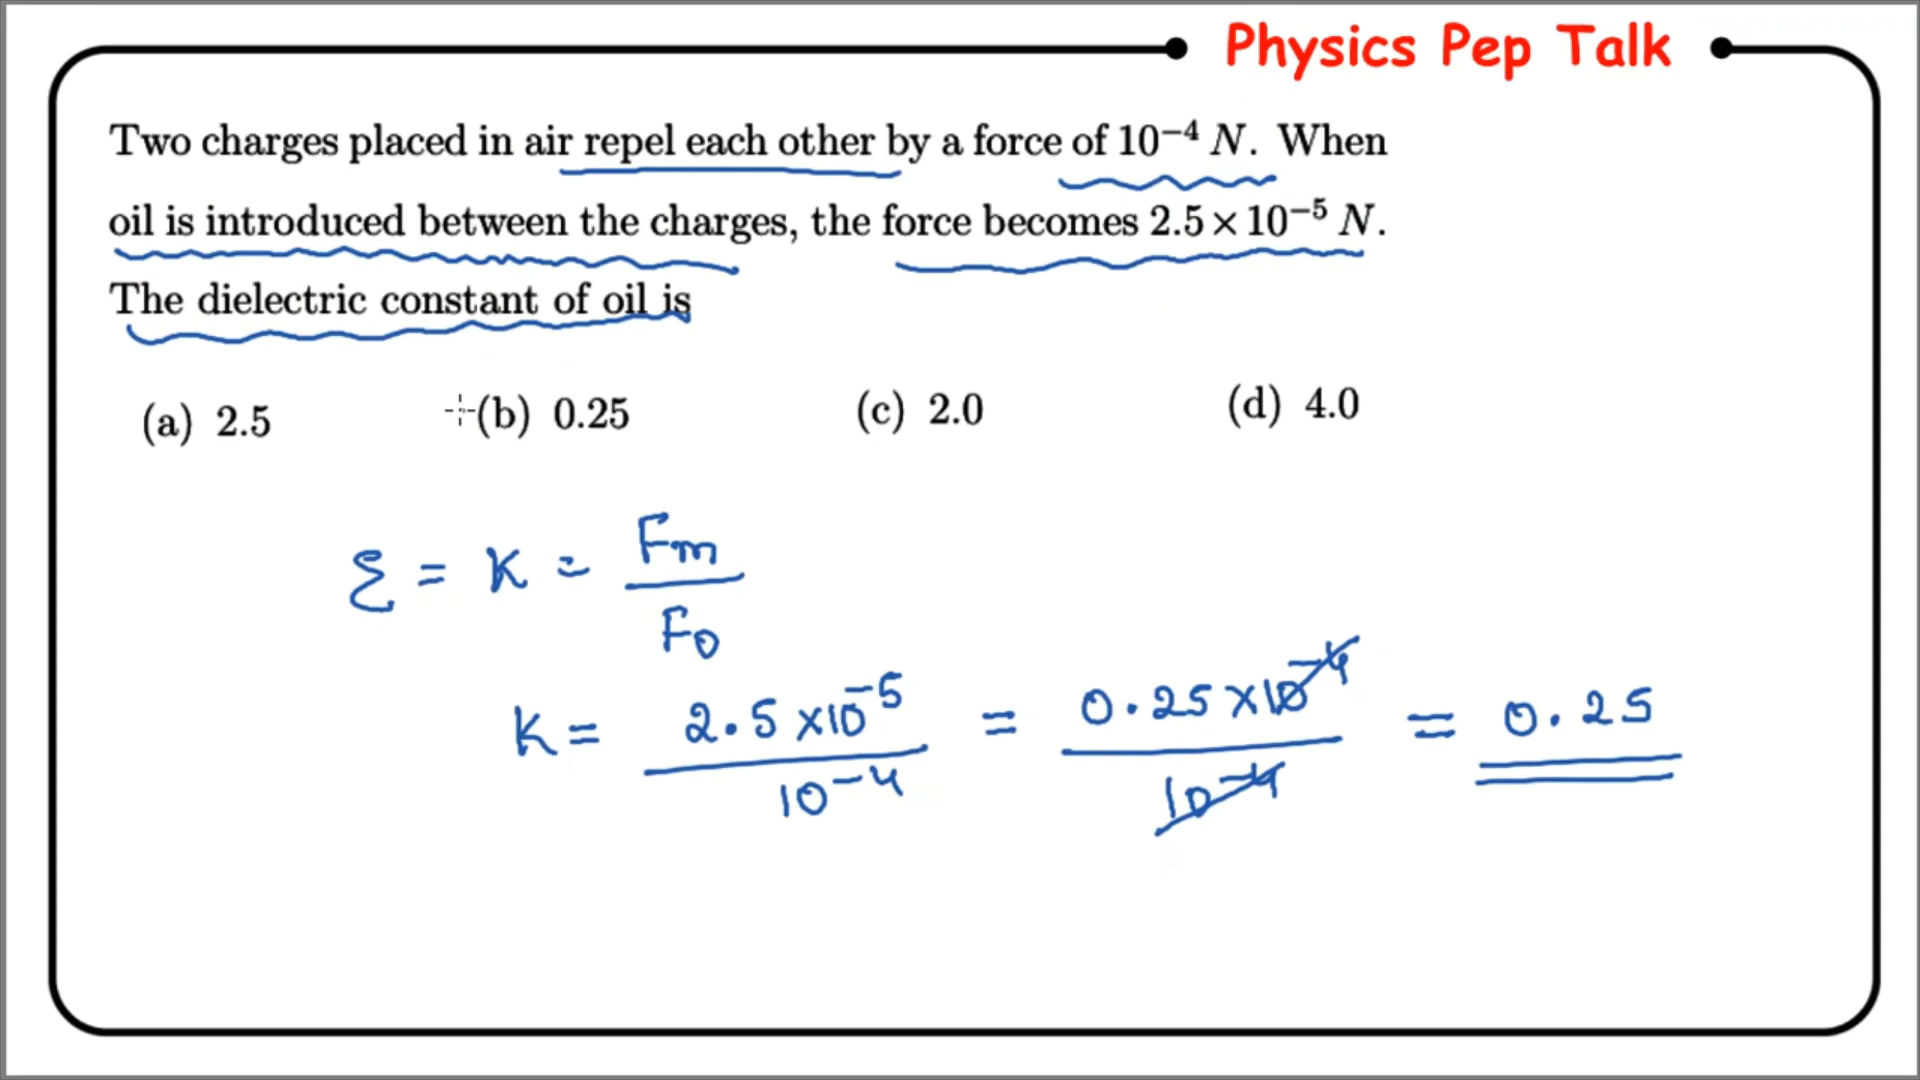 Physics Pep Talk
Two charges placed in air repel each other by a force of 10⁻⁴ N. When
oil is introduced between the charges, the force becomes 2.5 × 10⁻⁵ N.
The dielectric constant of oil is
(a) 2.5 (b) 0.25 (c) 2.0 (d) 4.0
ε = K = Fm / F0
K = 2.5 × 10⁻⁵ / 10⁻⁴ = 0.25 × 10⁻⁴ / 10⁻⁴ = 0.25